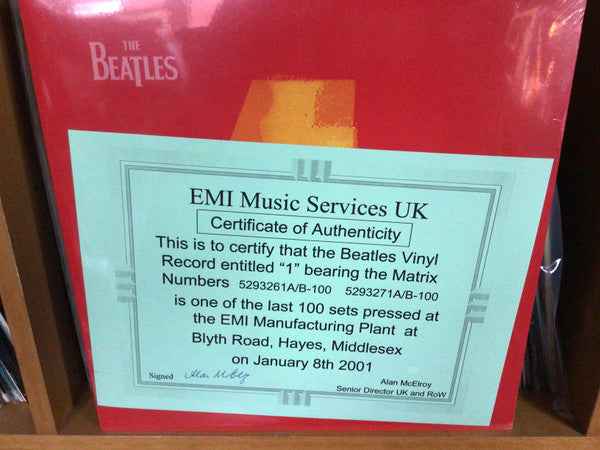 THE
BEATLES
EMI Music Services UK
Certificate of Authenticity
This is to certify that the Beatles Vinyl
Record entitled "1" bearing the Matrix
Numbers 5293261A/B-100 5293271A/B-100
is one of the last 100 sets pressed at
the EMI Manufacturing Plant at
Blyth Road, Hayes, Middlesex
on January 8th 2001
Signed Alan McElroy
Alan McElroy
Senior Director UK and RoW